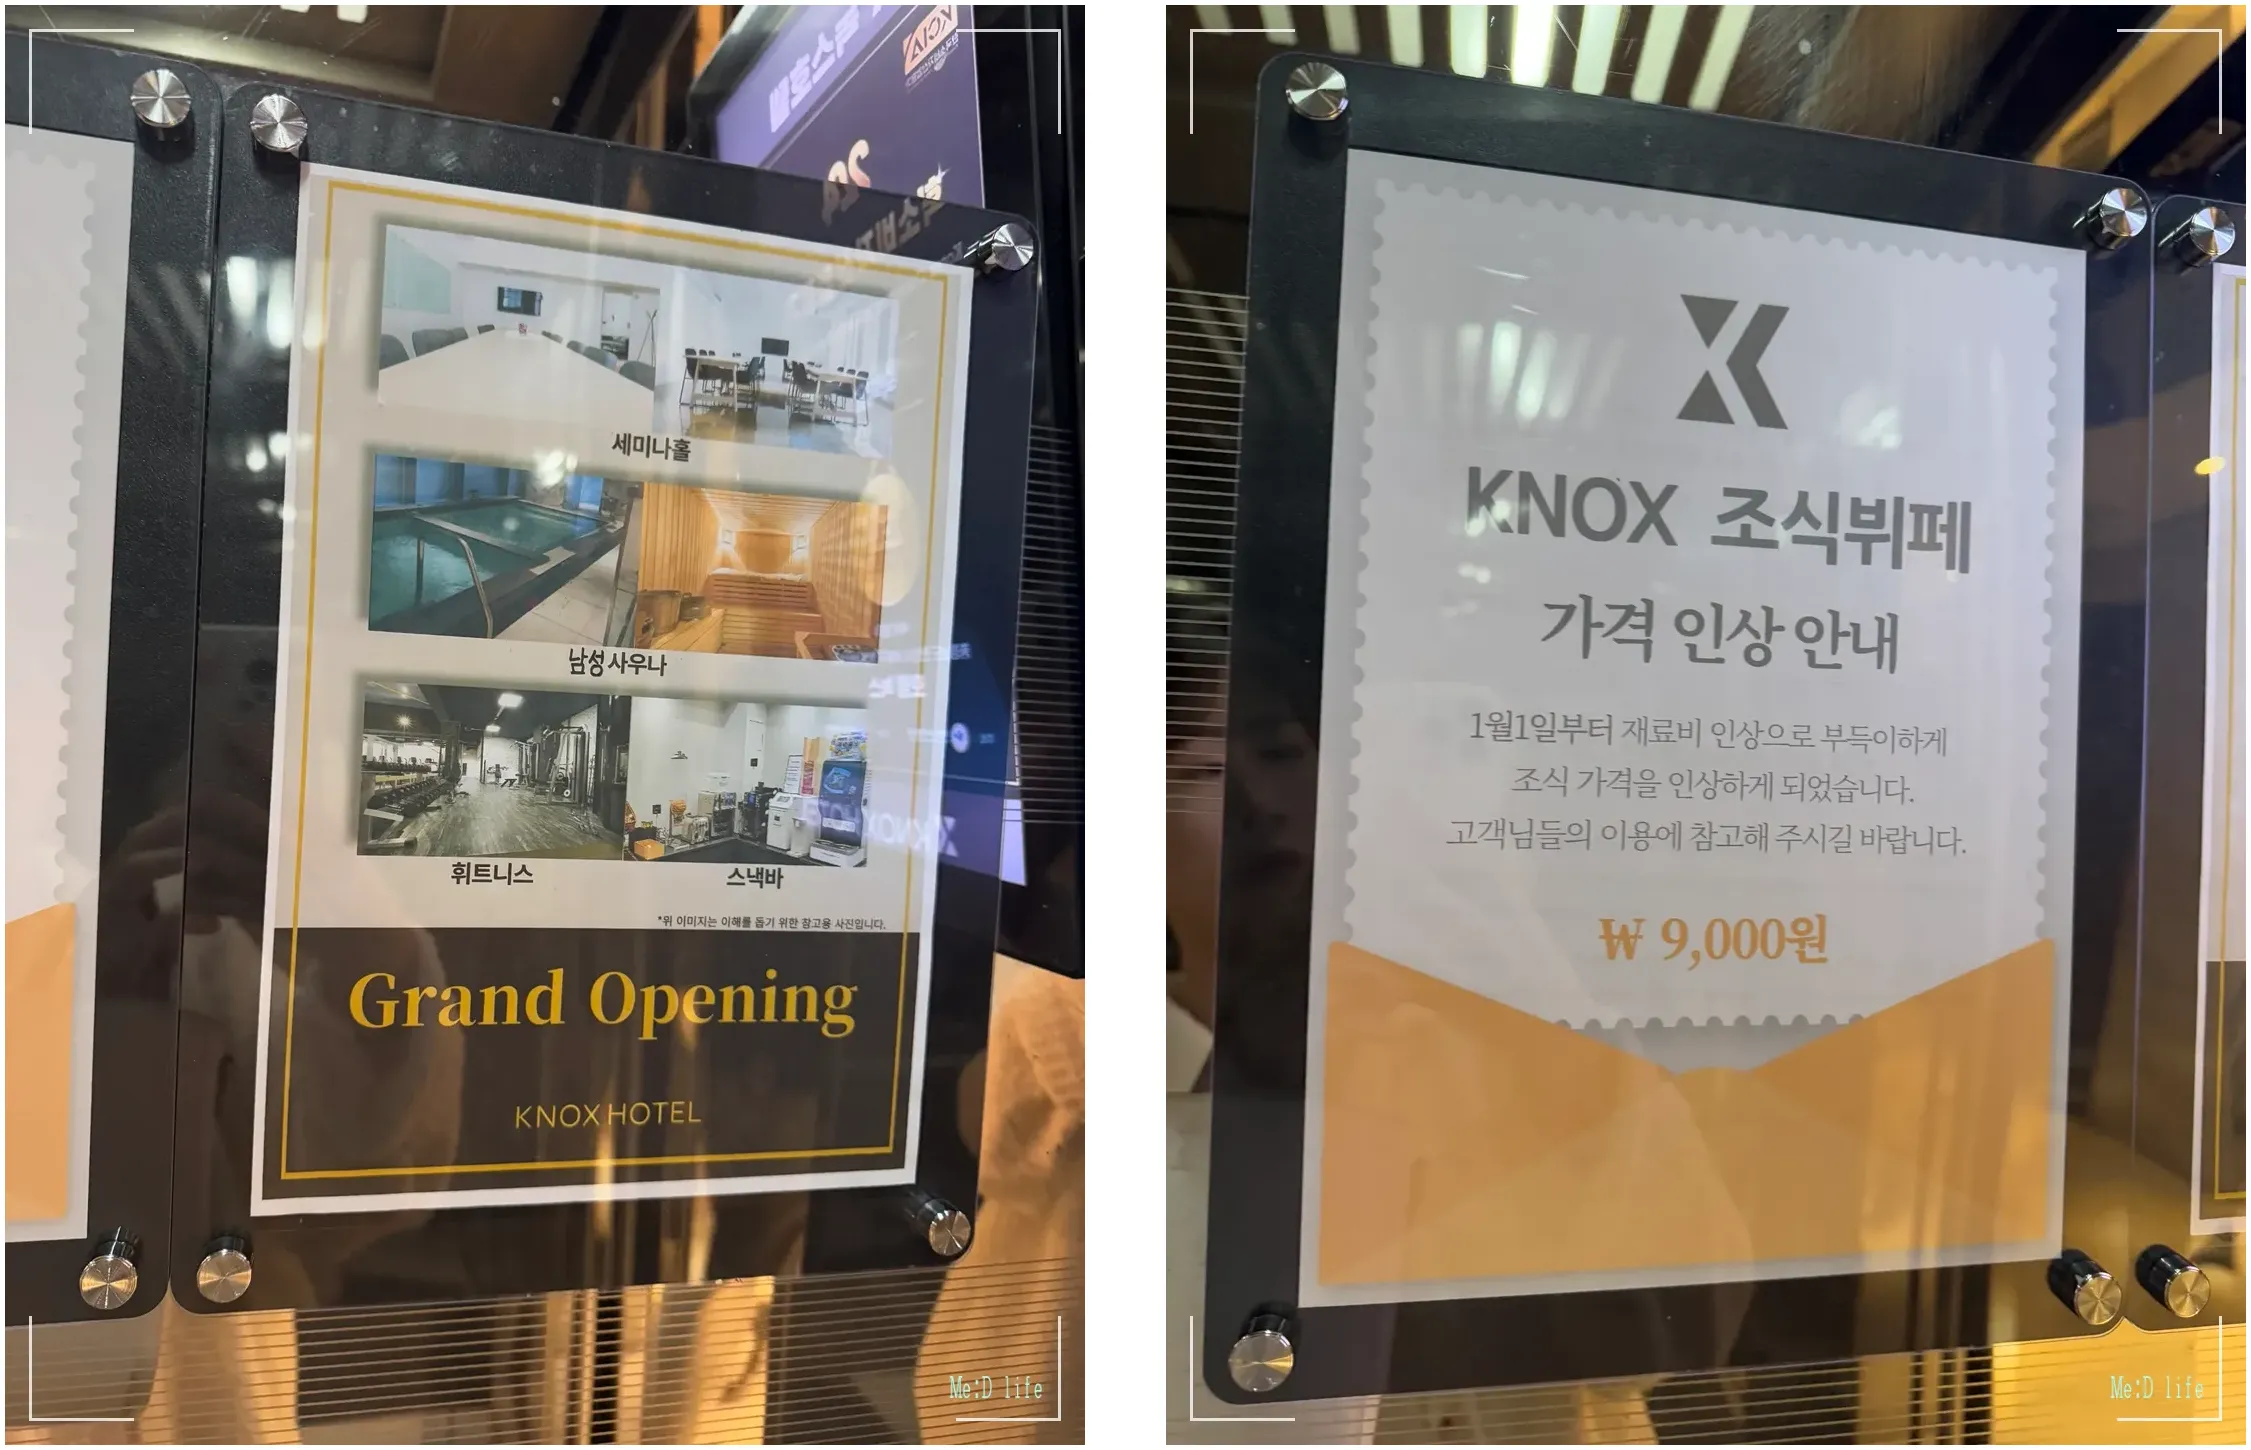 세미나홀
남성사우나
휘트니스
스낵바
*위 이미지는 이해를 돕기 위한 참고용 사진입니다.
Grand Opening
KNOX HOTEL
Me:D life
KNOX 조식뷔페
가격 인상 안내
1월1일부터 재료비 인상으로 부득이하게
조식 가격을 인상하게 되었습니다.
고객님들의 이용에 참고해 주시길 바랍니다.
₩ 9,000원
Me:D life